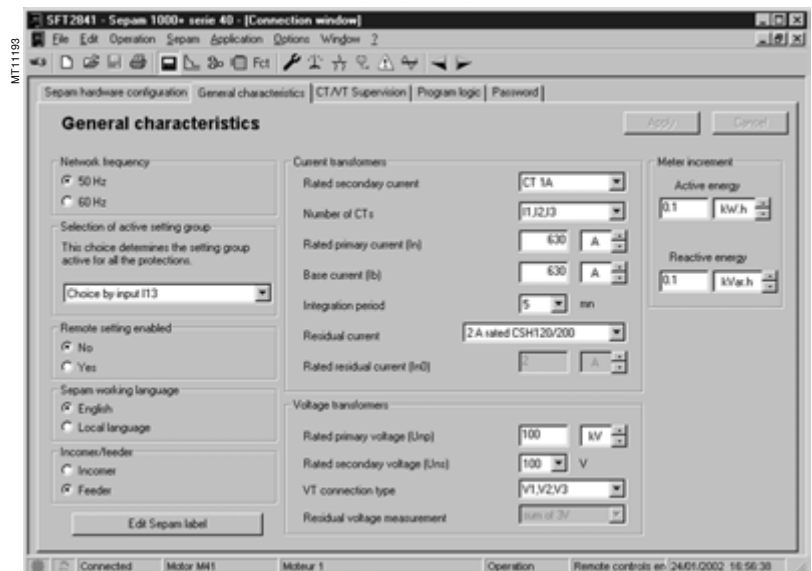 MT11193
SFT2841 - Sepam 1000+ serie 40 - [Connection window]
File Edit Operation Sepam Application Options Window ?
Fct
Sepam hardware configuration General characteristics CT/VT Supervision Program logic Password
General characteristics
Apply Cancel
Network frequency
50 Hz
60 Hz
Selection of active setting group
This choice determines the setting group
active for all the protections.
Choice by input I13
Remote setting enabled
No
Yes
Sepam working language
English
Local language
Incomer/feeder
Incomer
Feeder
Edit Sepam label
Current transformers
Rated secondary current CT 1A
Number of CTs I1,I2,I3
Rated primary current (In) 630 A
Base current (Ib) 630 A
Integration period 5 mn
Residual current 2 A rated CSH120/200
Rated residual current (In0) 2 A
Voltage transformers
Rated primary voltage (Unp) 100 kV
Rated secondary voltage (Uns) 100 V
VT connection type V1,V2,V3
Residual voltage measurement sum of 3V
Meter increment
Active energy
0.1 kW.h
Reactive energy
0.1 kVar.h
Connected Motor M41 Moteur 1 Operation Remote controls en 24/01/2002 16:56:38